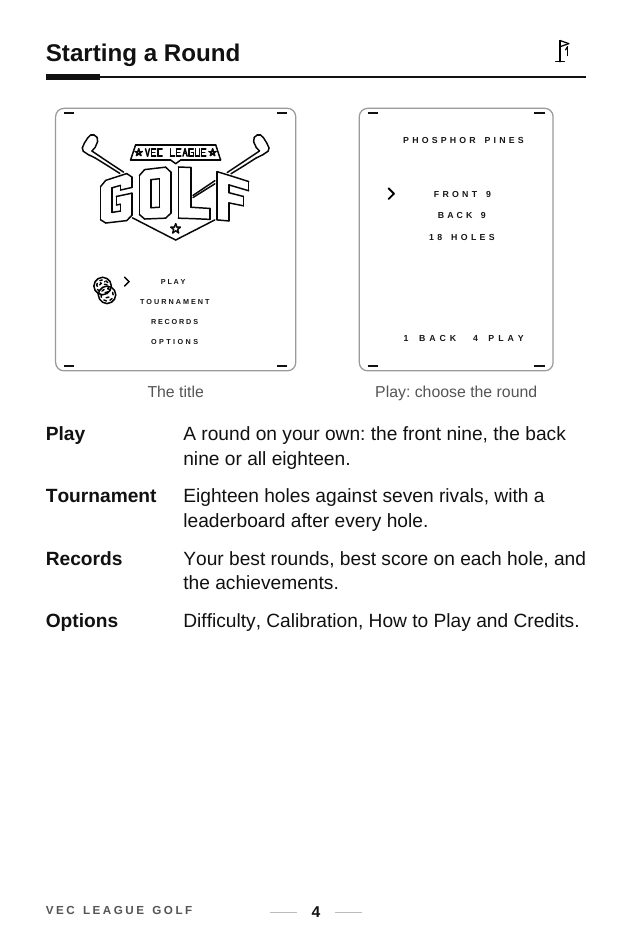 Starting a Round
1
VEC LEAGUE
GOLF
PLAY
TOURNAMENT
RECORDS
OPTIONS
The title
PHOSPHOR PINES
FRONT 9
BACK 9
18 HOLES
1 BACK 4 PLAY
Play: choose the round
Play
A round on your own: the front nine, the back
nine or all eighteen.
Tournament
Eighteen holes against seven rivals, with a
leaderboard after every hole.
Records
Your best rounds, best score on each hole, and
the achievements.
Options
Difficulty, Calibration, How to Play and Credits.
VEC LEAGUE GOLF
4